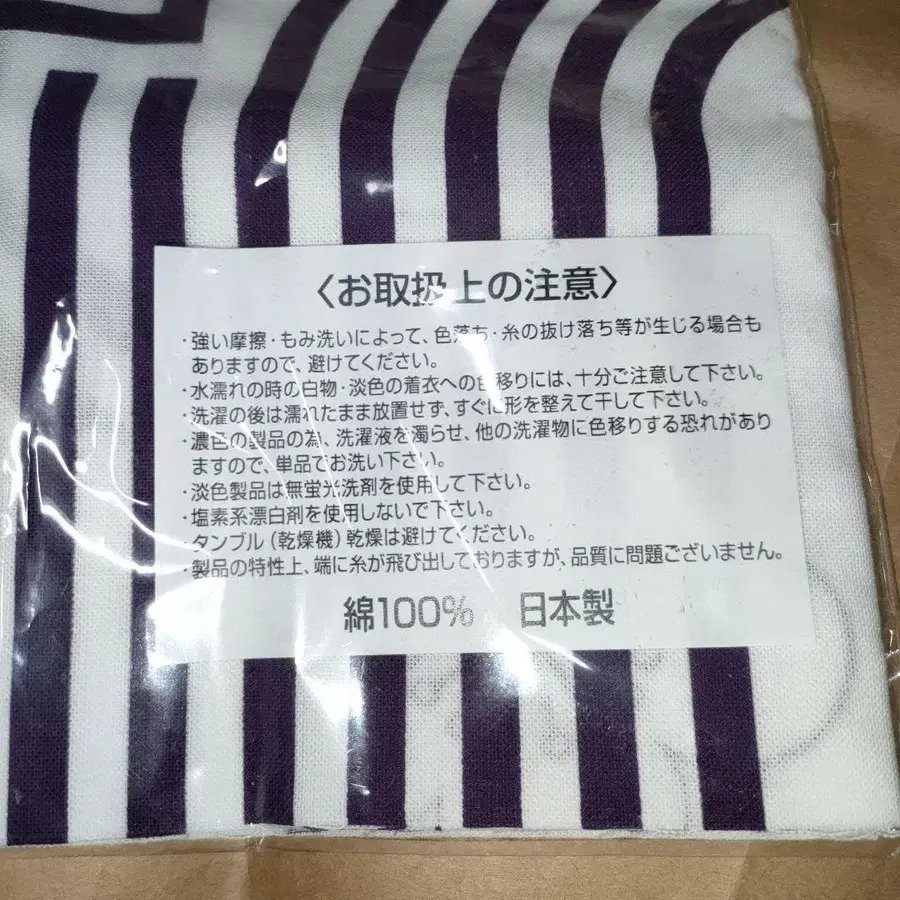 〈お取扱上の注意〉
・強い摩擦・もみ洗いによって、色落ち・糸の抜け落ち等が生じる場合も
ありますので、避けてください。
・水濡れの時の白物・淡色の着衣への色移りには、十分ご注意して下さい。
・洗濯の後は濡れたまま放置せず、すぐに形を整えて干して下さい。
・濃色の製品の為、洗濯液を濁らせ、他の洗濯物に色移りする恐れがあり
ますので、単品でお洗い下さい。
・淡色製品は無蛍光洗剤を使用して下さい。
・塩素系漂白剤を使用しないで下さい。
・タンブル(乾燥機)乾燥は避けてください。
・製品の特性上、端に糸が飛び出しておりますが、品質に問題ございません。
綿100% 日本製